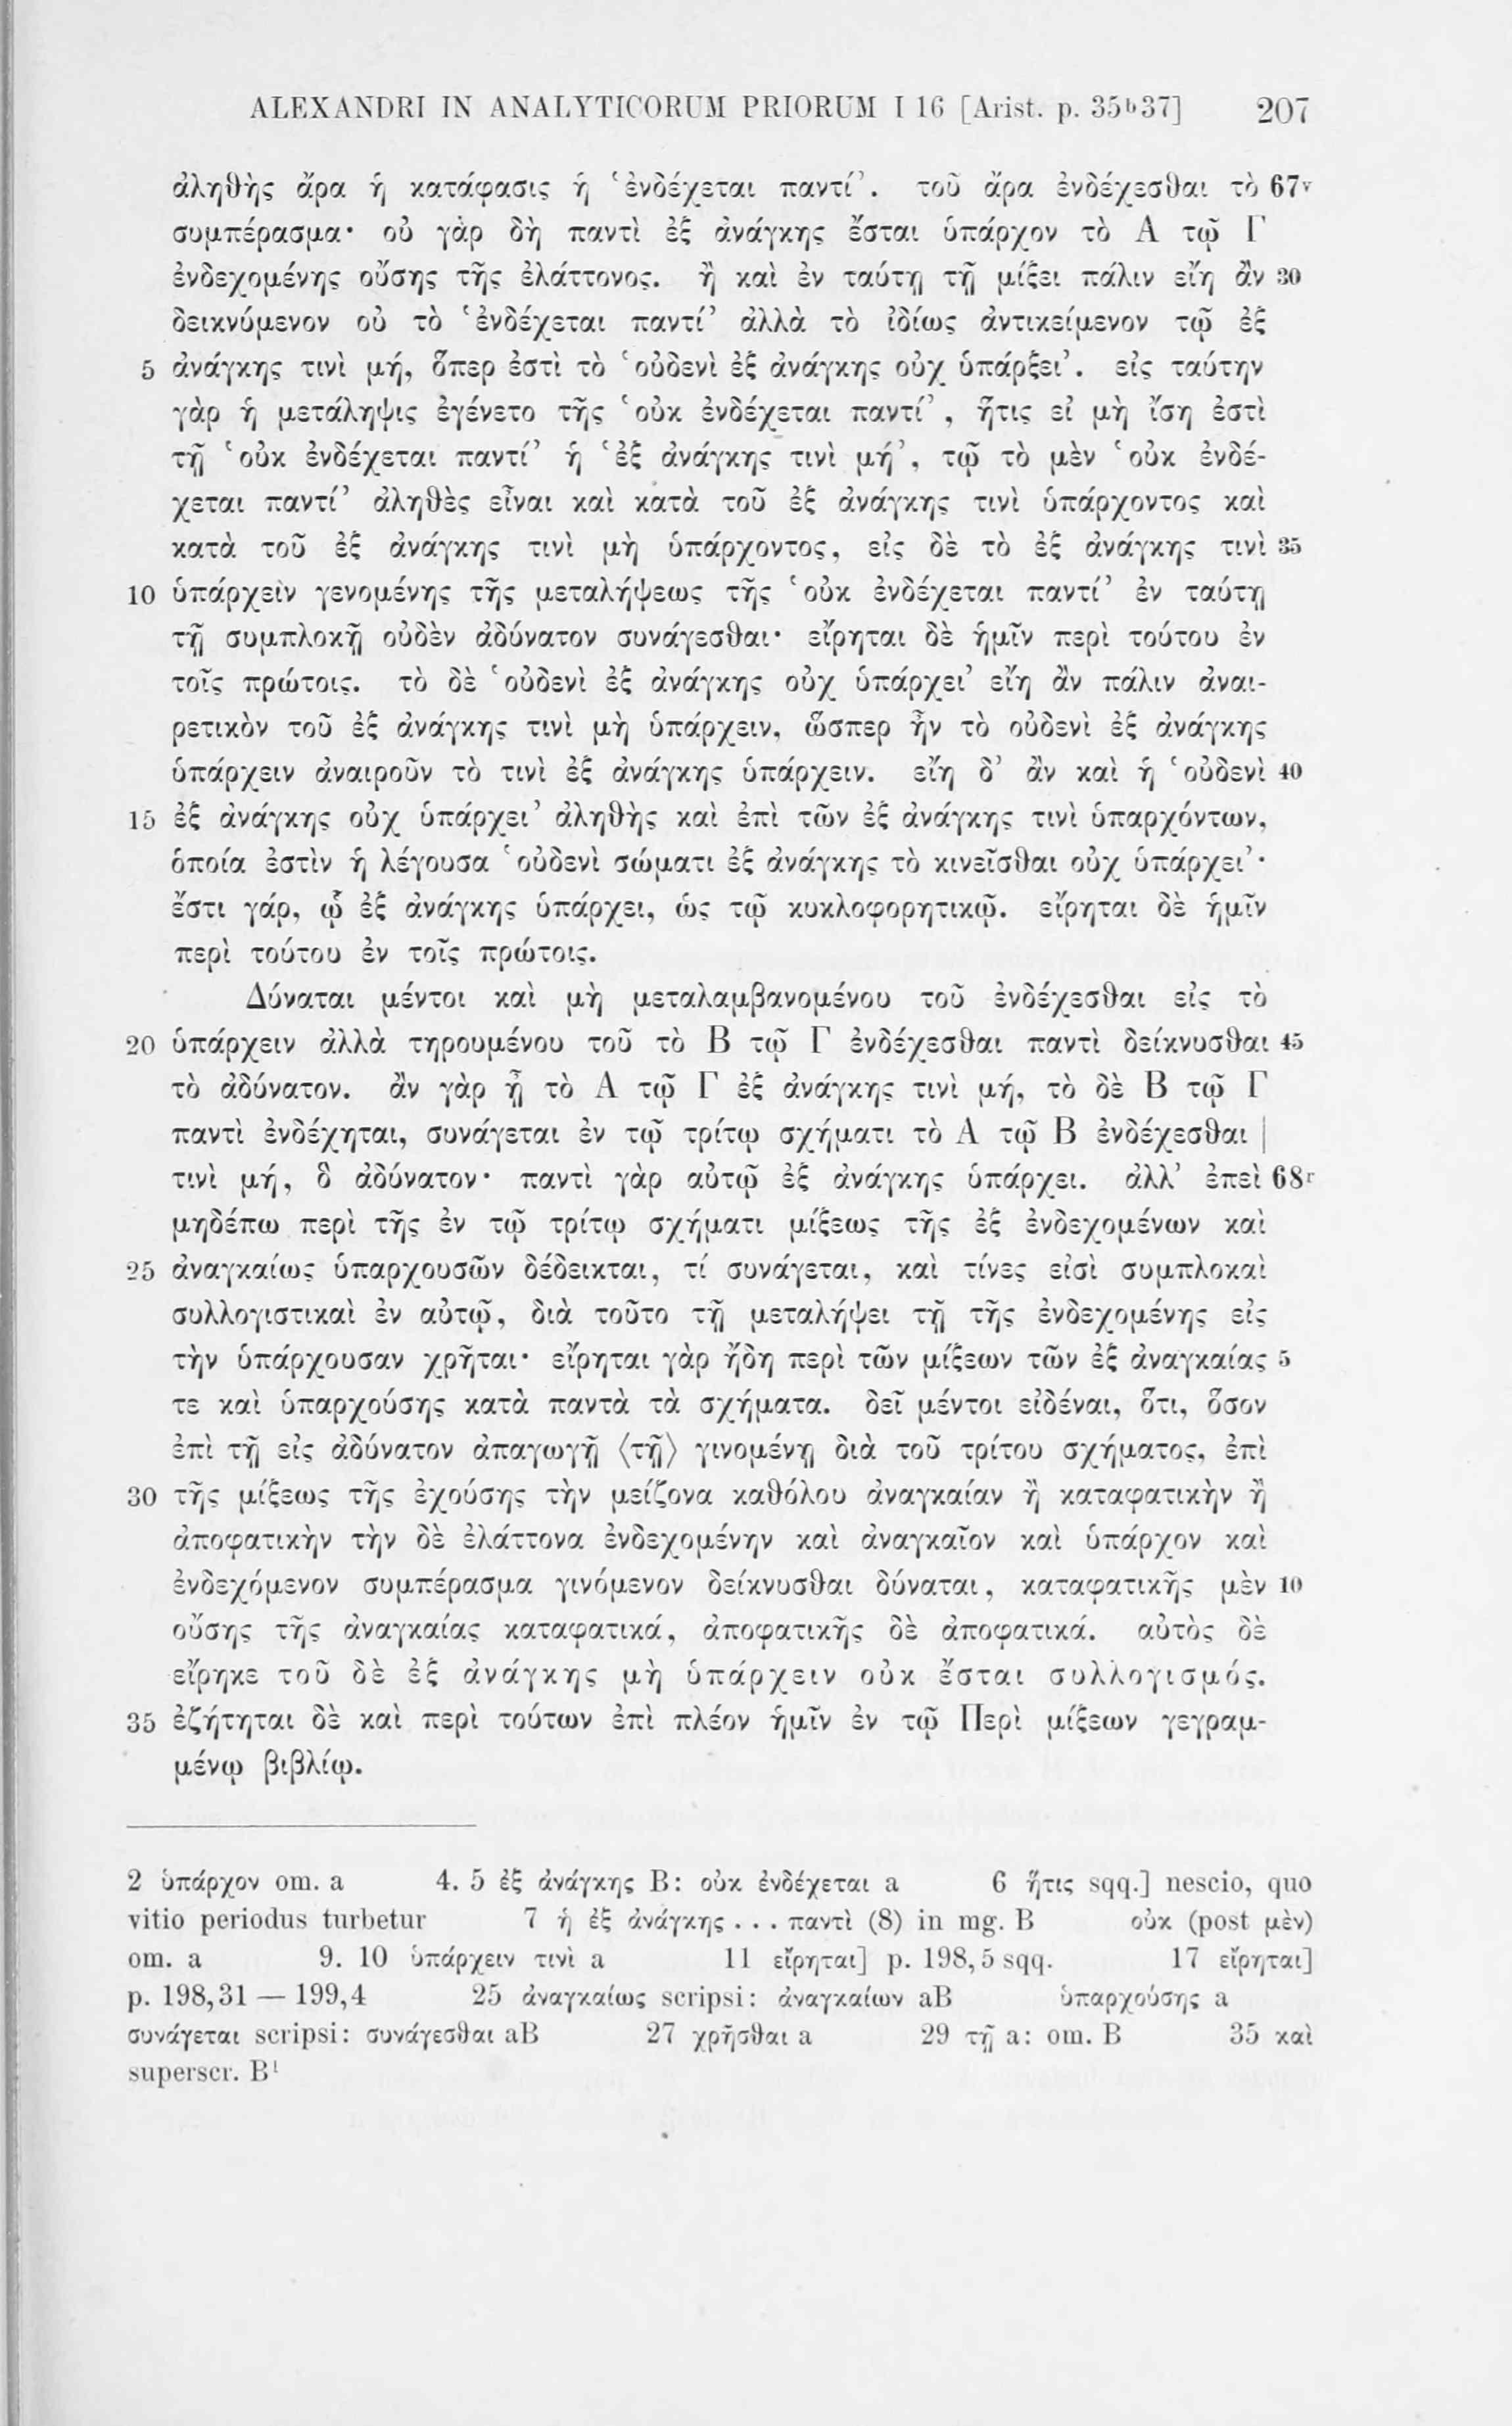 ALEXANDRI IN ANALYTICORUM PRIORUM I 16 [Arist. p. 35ᵇ37] 207
ἀληθὴς ἄρα ἡ κατάφασις ἡ ‘ἐνδέχεται παντί’. τοῦ ἄρα ἐνδέχεσθαι τὸ 67ᵛ
συμπέρασμα· οὐ γὰρ δὴ παντὶ ἐξ ἀνάγκης ἔσται ὑπάρχον τὸ Α τῷ Γ
ἐνδεχομένης οὔσης τῆς ἐλάττονος. ἢ καὶ ἐν ταύτῃ τῇ μίξει πάλιν εἴη ἂν 30
δεικνύμενον οὐ τὸ ‘ἐνδέχεται παντί’ ἀλλὰ τὸ ἰδίως ἀντικείμενον τῷ ἐξ
5 ἀνάγκης τινὶ μή, ὅπερ ἐστὶ τὸ ‘οὐδενὶ ἐξ ἀνάγκης οὐχ ὑπάρξει’. εἰς ταύτην
γὰρ ἡ μετάληψις ἐγένετο τῆς ‘οὐκ ἐνδέχεται παντί’, ἥτις εἰ μὴ ἴση ἐστὶ
τῇ ‘οὐκ ἐνδέχεται παντί’ ἡ ‘ἐξ ἀνάγκης τινὶ μή’, τῷ τὸ μὲν ‘οὐκ ἐνδέ-
χεται παντί’ ἀληθὲς εἶναι καὶ κατὰ τοῦ ἐξ ἀνάγκης τινὶ ὑπάρχοντος καὶ
κατὰ τοῦ ἐξ ἀνάγκης τινὶ μὴ ὑπάρχοντος, εἰς δὲ τὸ ἐξ ἀνάγκης τινὶ 35
10 ὑπάρχειν γενομένης τῆς μεταλήψεως τῆς ‘οὐκ ἐνδέχεται παντί’ ἐν ταύτῃ
τῇ συμπλοκῇ οὐδὲν ἀδύνατον συνάγεσθαι· εἴρηται δὲ ἡμῖν περὶ τούτου ἐν
τοῖς πρώτοις. τὸ δὲ ‘οὐδενὶ ἐξ ἀνάγκης οὐχ ὑπάρχει’ εἴη ἂν πάλιν ἀναι-
ρετικὸν τοῦ ἐξ ἀνάγκης τινὶ μὴ ὑπάρχειν, ὥσπερ ἦν τὸ οὐδενὶ ἐξ ἀνάγκης
ὑπάρχειν ἀναιροῦν τὸ τινὶ ἐξ ἀνάγκης ὑπάρχειν. εἴη δ’ ἂν καὶ ἡ ‘οὐδενὶ 40
15 ἐξ ἀνάγκης οὐχ ὑπάρχει’ ἀληθὴς καὶ ἐπὶ τῶν ἐξ ἀνάγκης τινὶ ὑπαρχόντων,
ὁποία ἐστὶν ἡ λέγουσα ‘οὐδενὶ σώματι ἐξ ἀνάγκης τὸ κινεῖσθαι οὐχ ὑπάρχει’·
ἔστι γάρ, ᾧ ἐξ ἀνάγκης ὑπάρχει, ὡς τῷ κυκλοφορητικῷ. εἴρηται δὲ ἡμῖν
περὶ τούτου ἐν τοῖς πρώτοις.
Δύναται μέντοι καὶ μὴ μεταλαμβανομένου τοῦ ἐνδέχεσθαι εἰς τὸ
20 ὑπάρχειν ἀλλὰ τηρουμένου τοῦ τὸ Β τῷ Γ ἐνδέχεσθαι παντὶ δείκνυσθαι 45
τὸ ἀδύνατον. ἂν γὰρ ᾖ τὸ Α τῷ Γ ἐξ ἀνάγκης τινὶ μή, τὸ δὲ Β τῷ Γ
παντὶ ἐνδέχηται, συνάγεται ἐν τῷ τρίτῳ σχήματι τὸ Α τῷ Β ἐνδέχεσθαι |
τινὶ μή, ὃ ἀδύνατον· παντὶ γὰρ αὐτῷ ἐξ ἀνάγκης ὑπάρχει. ἀλλ’ ἐπεὶ 68ʳ
μηδέπω περὶ τῆς ἐν τῷ τρίτῳ σχήματι μίξεως τῆς ἐξ ἐνδεχομένων καὶ
25 ἀναγκαίως ὑπαρχουσῶν δέδεικται, τί συνάγεται, καὶ τίνες εἰσὶ συμπλοκαὶ
συλλογιστικαὶ ἐν αὐτῷ, διὰ τοῦτο τῇ μεταλήψει τῇ τῆς ἐνδεχομένης εἰς
τὴν ὑπάρχουσαν χρῆται· εἴρηται γὰρ ἤδη περὶ τῶν μίξεων τῶν ἐξ ἀναγκαίας 5
τε καὶ ὑπαρχούσης κατὰ παντὰ τὰ σχήματα. δεῖ μέντοι εἰδέναι, ὅτι, ὅσον
ἐπὶ τῇ εἰς ἀδύνατον ἀπαγωγῇ ⟨τῇ⟩ γινομένῃ διὰ τοῦ τρίτου σχήματος, ἐπὶ
30 τῆς μίξεως τῆς ἐχούσης τὴν μείζονα καθόλου ἀναγκαίαν ἢ καταφατικὴν ἢ
ἀποφατικὴν τὴν δὲ ἐλάττονα ἐνδεχομένην καὶ ἀναγκαῖον καὶ ὑπάρχον καὶ
ἐνδεχόμενον συμπέρασμα γινόμενον δείκνυσθαι δύναται, καταφατικῆς μὲν 10
οὔσης τῆς ἀναγκαίας καταφατικά, ἀποφατικῆς δὲ ἀποφατικά. αὐτὸς δὲ
εἴρηκε τοῦ δὲ ἐξ ἀνάγκης μὴ ὑπάρχειν οὐκ ἔσται συλλογισμός.
35 ἐζήτηται δὲ καὶ περὶ τούτων ἐπὶ πλέον ἡμῖν ἐν τῷ Περὶ μίξεων γεγραμ-
μένῳ βιβλίῳ.
2 ὑπάρχον om. a 4. 5 ἐξ ἀνάγκης B: οὐκ ἐνδέχεται a 6 ἥτις sqq.] nescio, quo
vitio periodus turbetur 7 ἡ ἐξ ἀνάγκης . . . παντὶ (8) in mg. B οὐκ (post μὲν)
om. a 9. 10 ὑπάρχειν τινὶ a 11 εἴρηται] p. 198,5 sqq. 17 εἴρηται]
p. 198,31 — 199,4 25 ἀναγκαίως scripsi: ἀναγκαίων aB ὑπαρχούσης a
συνάγεται scripsi: συνάγεσθαι aB 27 χρῆσθαι a 29 τῇ a: om. B 35 καὶ
superscr. B¹